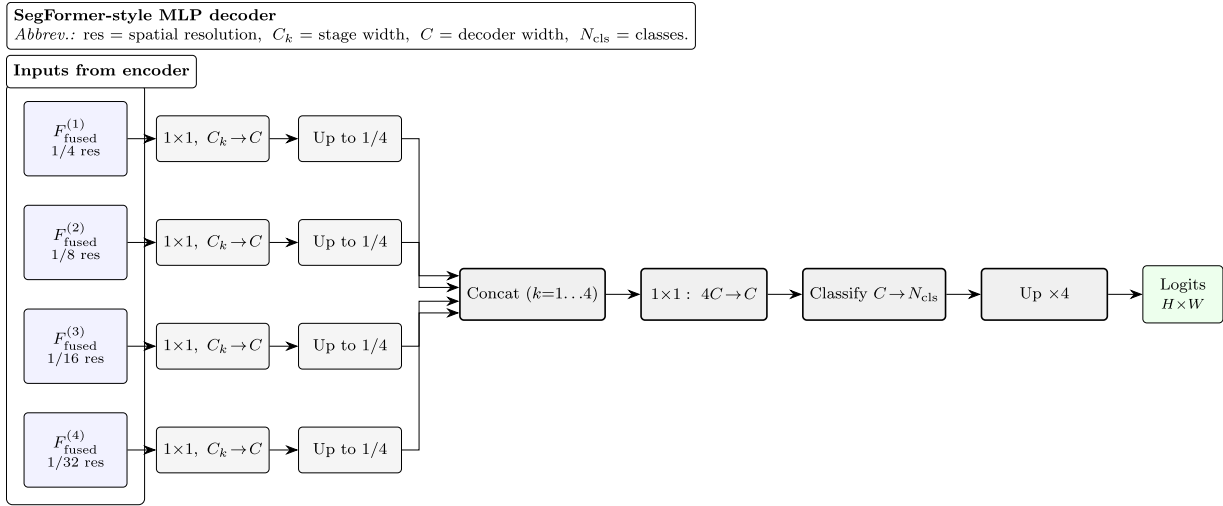 SegFormer-style MLP decoder
Abbrev.: res = spatial resolution, C_k = stage width, C = decoder width, N_cls = classes.
Inputs from encoder
F_fused^(1)
1/4 res
1×1, C_k→C
Up to 1/4
F_fused^(2)
1/8 res
1×1, C_k→C
Up to 1/4
F_fused^(3)
1/16 res
1×1, C_k→C
Up to 1/4
F_fused^(4)
1/32 res
1×1, C_k→C
Up to 1/4
Concat (k=1…4)
1×1 : 4C→C
Classify C→N_cls
Up ×4
Logits
H×W